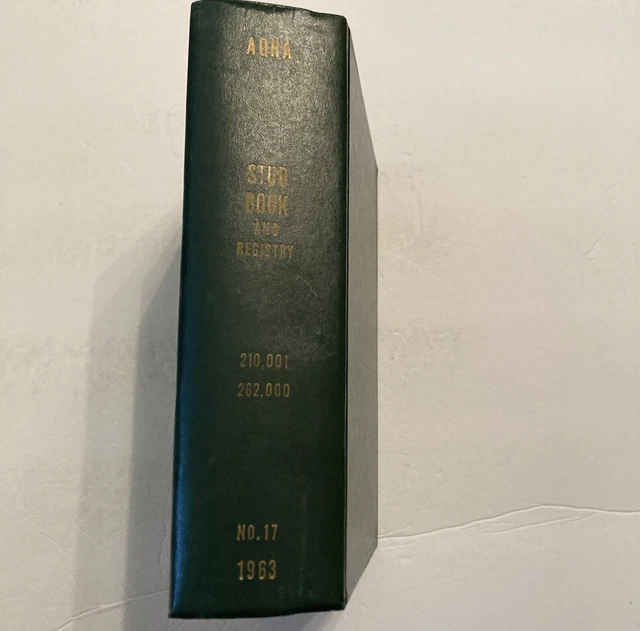 AQHA
STUD
BOOK
AND
REGISTRY
210,001
262,000
NO.17
1963